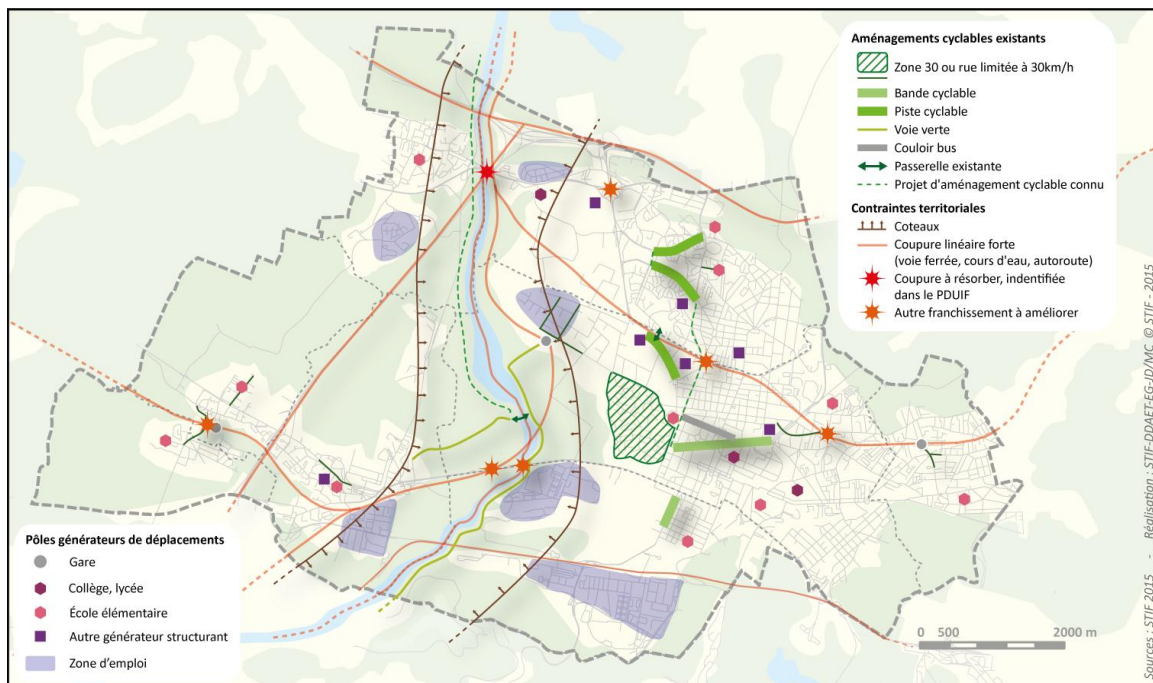 Aménagements cyclables existants
Zone 30 ou rue limitée à 30km/h
Bande cyclable
Piste cyclable
Voie verte
Couloir bus
Passerelle existante
Projet d'aménagement cyclable connu
Contraintes territoriales
Coteaux
Coupure linéaire forte
(voie ferrée, cours d'eau, autoroute)
Coupure à résorber, indentifiée
dans le PDUIF
Autre franchissement à améliorer
Pôles générateurs de déplacements
Gare
Collège, lycée
École élémentaire
Autre générateur structurant
Zone d'emploi
0 500 2000 m
Sources : STIF 2015 - Réalisation : STIF-DDAET-EG-JD/MC © STIF - 2015